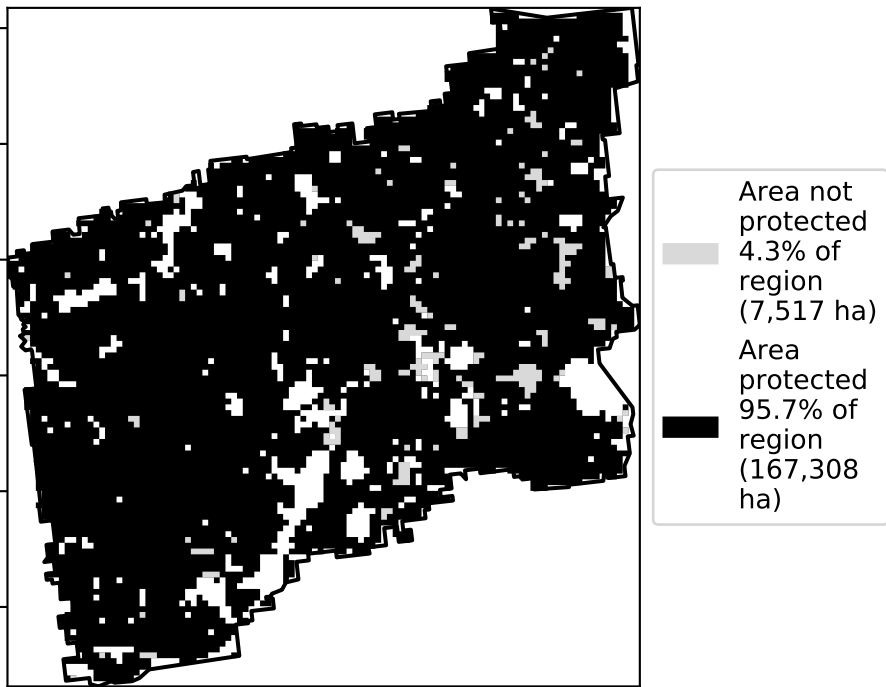 Area not
protected
4.3% of
region
(7,517 ha)
Area
protected
95.7% of
region
(167,308
ha)